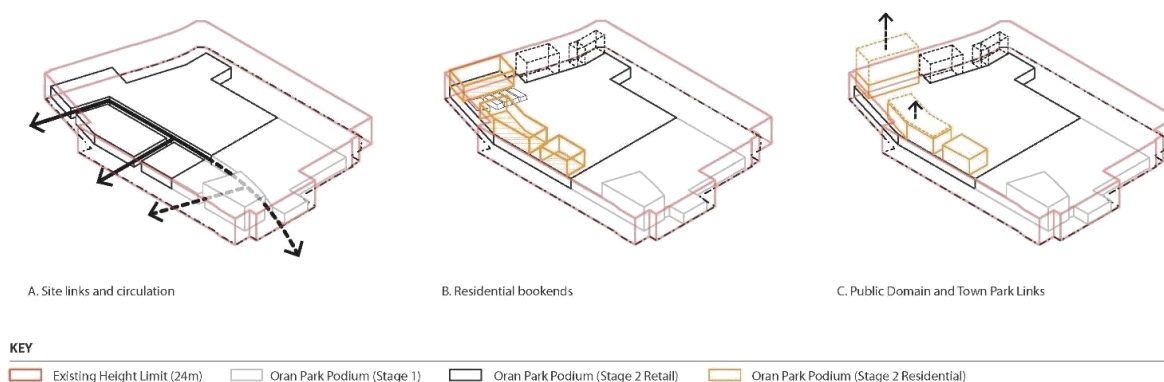 A. Site links and circulation
B. Residential bookends
C. Public Domain and Town Park Links
KEY
Existing Height Limit (24m)
Oran Park Podium (Stage 1)
Oran Park Podium (Stage 2 Retail)
Oran Park Podium (Stage 2 Residential)